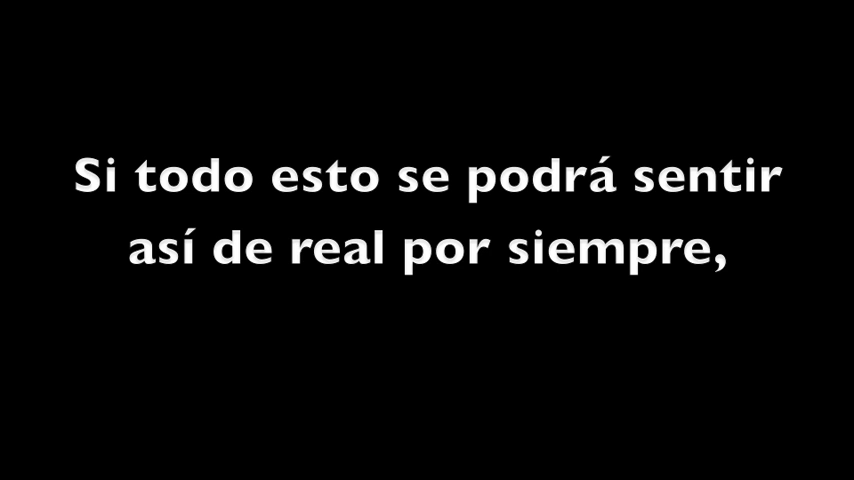 Si todo esto se podrá sentir
así de real por siempre,